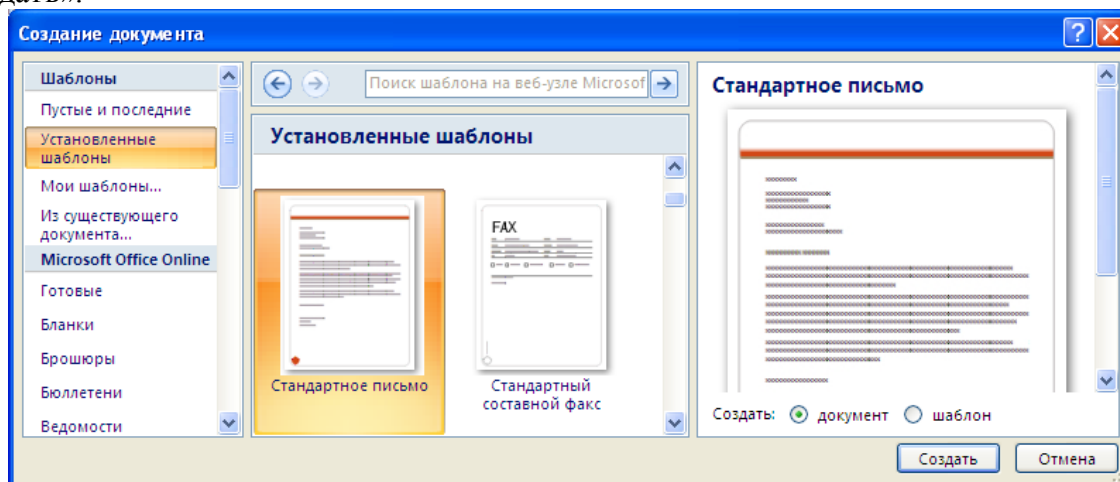 Создание документа
Шаблоны
Пустые и последние
Установленные
шаблоны
Мои шаблоны...
Из существующего
документа...
Microsoft Office Online
Готовые
Бланки
Брошюры
Бюллетени
Ведомости
Поиск шаблона на веб-узле Microsof
Установленные шаблоны
FAX
Стандартное письмо
Стандартный
составной факс
Стандартное письмо
Создать: документ шаблон
Создать Отмена